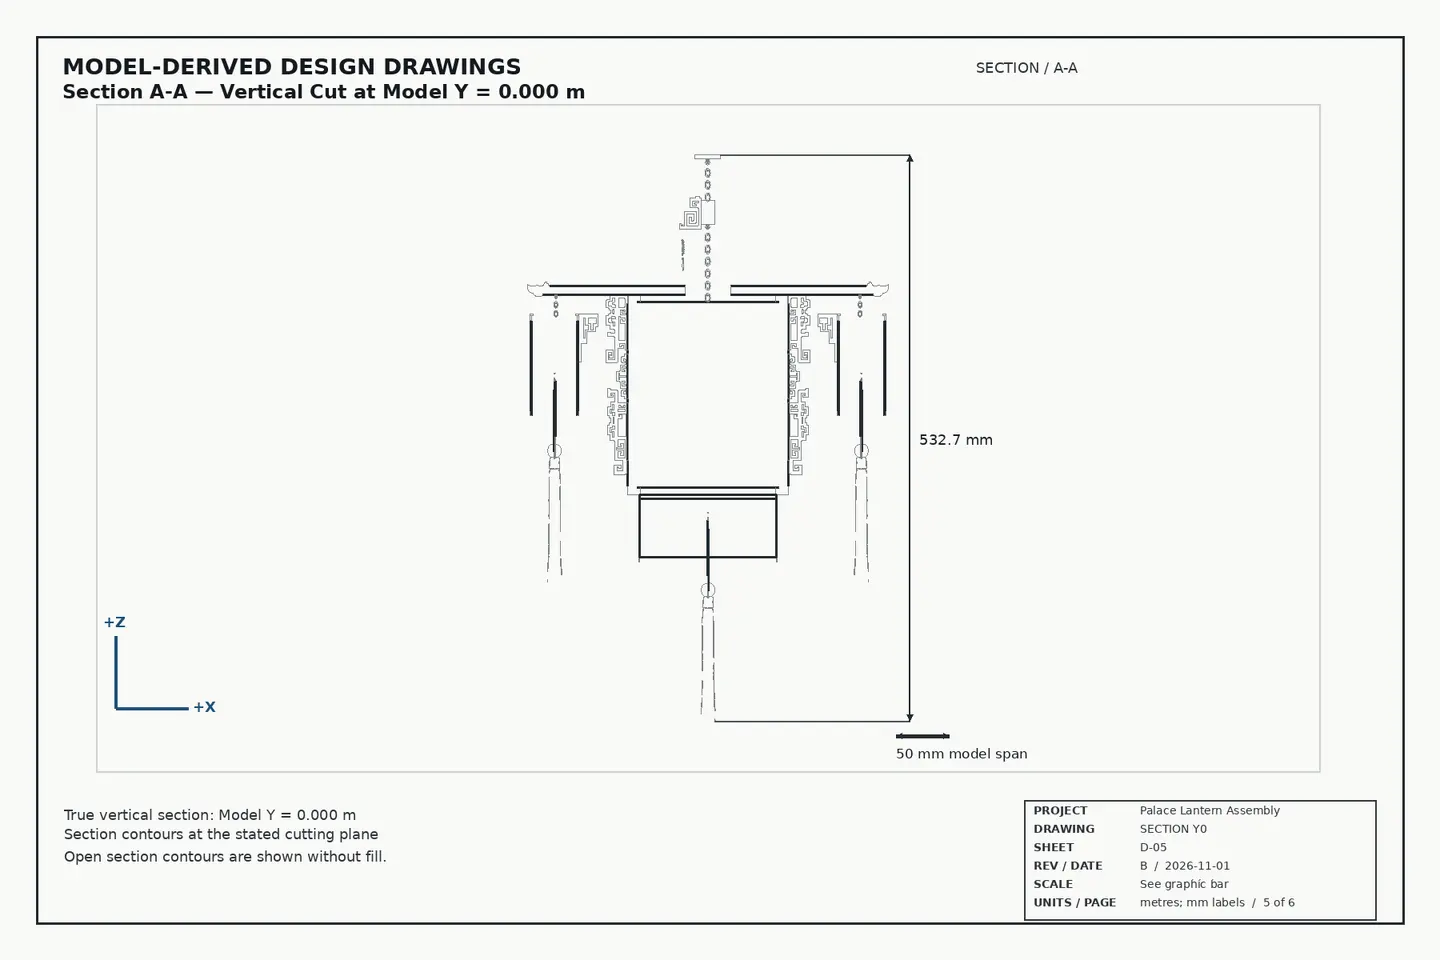 MODEL-DERIVED DESIGN DRAWINGS
Section A-A — Vertical Cut at Model Y = 0.000 m
SECTION / A-A
532.7 mm
+Z
+X
50 mm model span
True vertical section: Model Y = 0.000 m
Section contours at the stated cutting plane
Open section contours are shown without fill.
PROJECT Palace Lantern Assembly
DRAWING SECTION Y0
SHEET D-05
REV / DATE B / 2026-11-01
SCALE See graphic bar
UNITS / PAGE metres; mm labels / 5 of 6